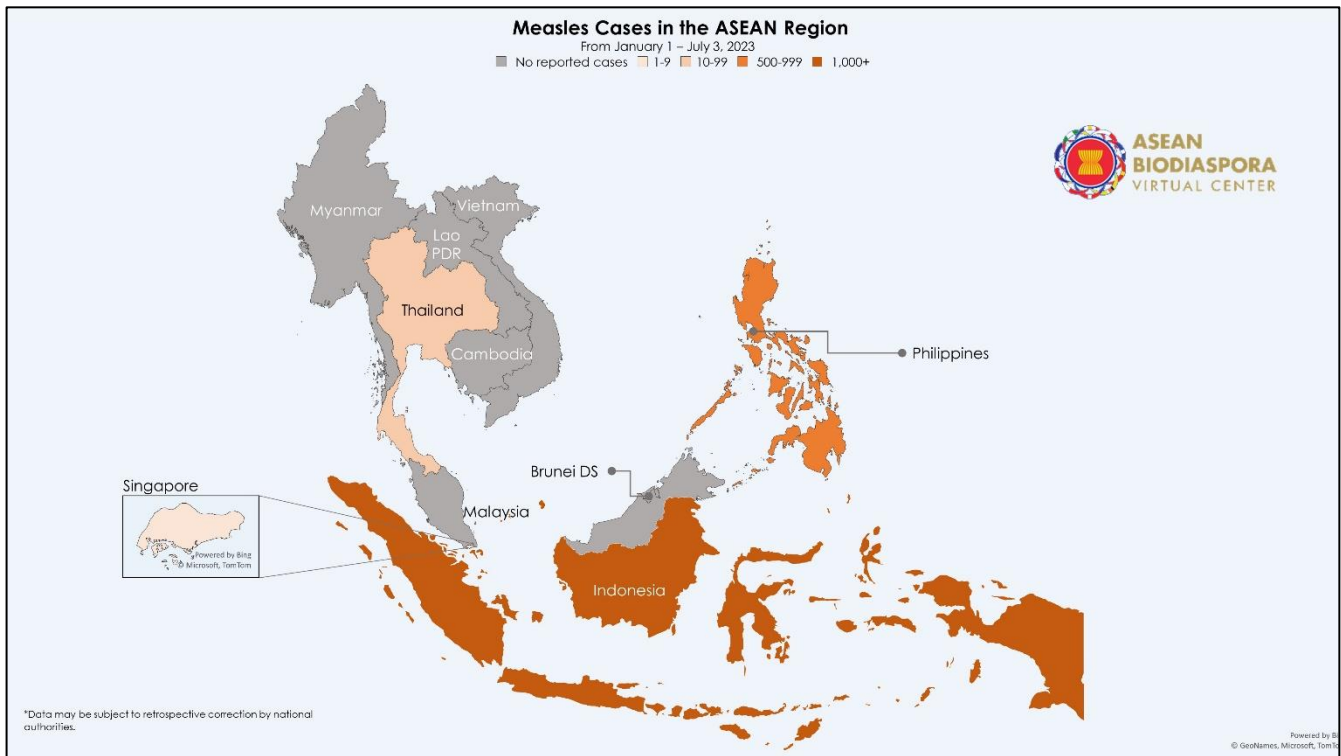 Measles Cases in the ASEAN Region
From January 1 – July 3, 2023
No reported cases 1-9 10-99 500-999 1,000+
ASEAN
BIODIASPORA
VIRTUAL CENTER
Myanmar
Vietnam
Lao
PDR
Thailand
Cambodia
Philippines
Brunei DS
Singapore
Malaysia
Powered by Bing
© Microsoft, TomTom
Indonesia
*Data may be subject to retrospective correction by national
authorities.
Powered by Bi
© GeoNames, Microsoft, TomTom